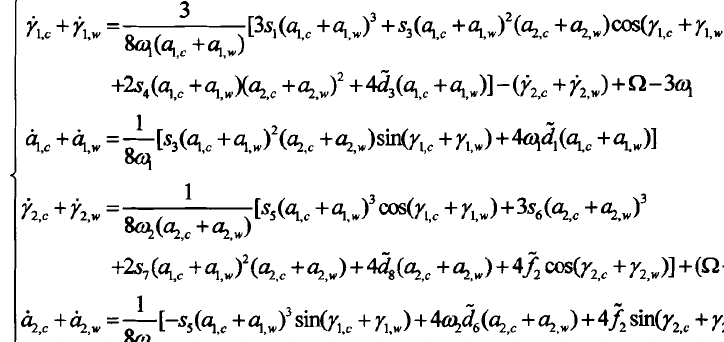 γ̇₁,c + γ̇₁,w = 3/(8ω₁(a₁,c + a₁,w)) [3s₁(a₁,c + a₁,w)³ + s₃(a₁,c + a₁,w)²(a₂,c + a₂,w)cos(γ₁,c + γ₁,w
+2s₄(a₁,c + a₁,w)(a₂,c + a₂,w)² + 4d̃₃(a₁,c + a₁,w)] − (γ̇₂,c + γ̇₂,w) + Ω − 3ω₁
ȧ₁,c + ȧ₁,w = 1/(8ω₁) [s₃(a₁,c + a₁,w)²(a₂,c + a₂,w)sin(γ₁,c + γ₁,w) + 4ω₁d̃₁(a₁,c + a₁,w)]
γ̇₂,c + γ̇₂,w = 1/(8ω₂(a₂,c + a₂,w)) [s₅(a₁,c + a₁,w)³cos(γ₁,c + γ₁,w) + 3s₆(a₂,c + a₂,w)³
+2s₇(a₁,c + a₁,w)²(a₂,c + a₂,w) + 4d̃₈(a₂,c + a₂,w) + 4f̃₂ cos(γ₂,c + γ₂,w)] + (Ω
ȧ₂,c + ȧ₂,w = 1/8ω [−s₅(a₁,c + a₁,w)³sin(γ₁,c + γ₁,w) + 4ω₂d̃₆(a₂,c + a₂,w) + 4f̃₂ sin(γ₂,c +